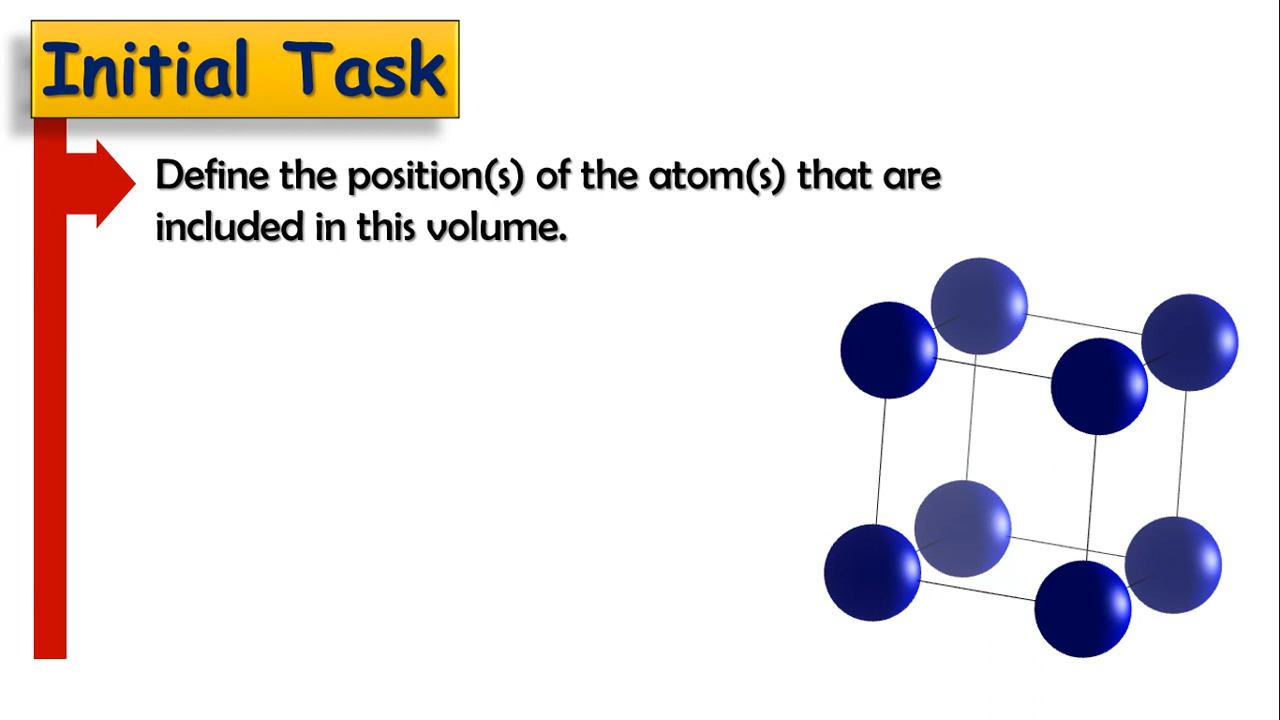 Initial Task
Define the position(s) of the atom(s) that are
included in this volume.